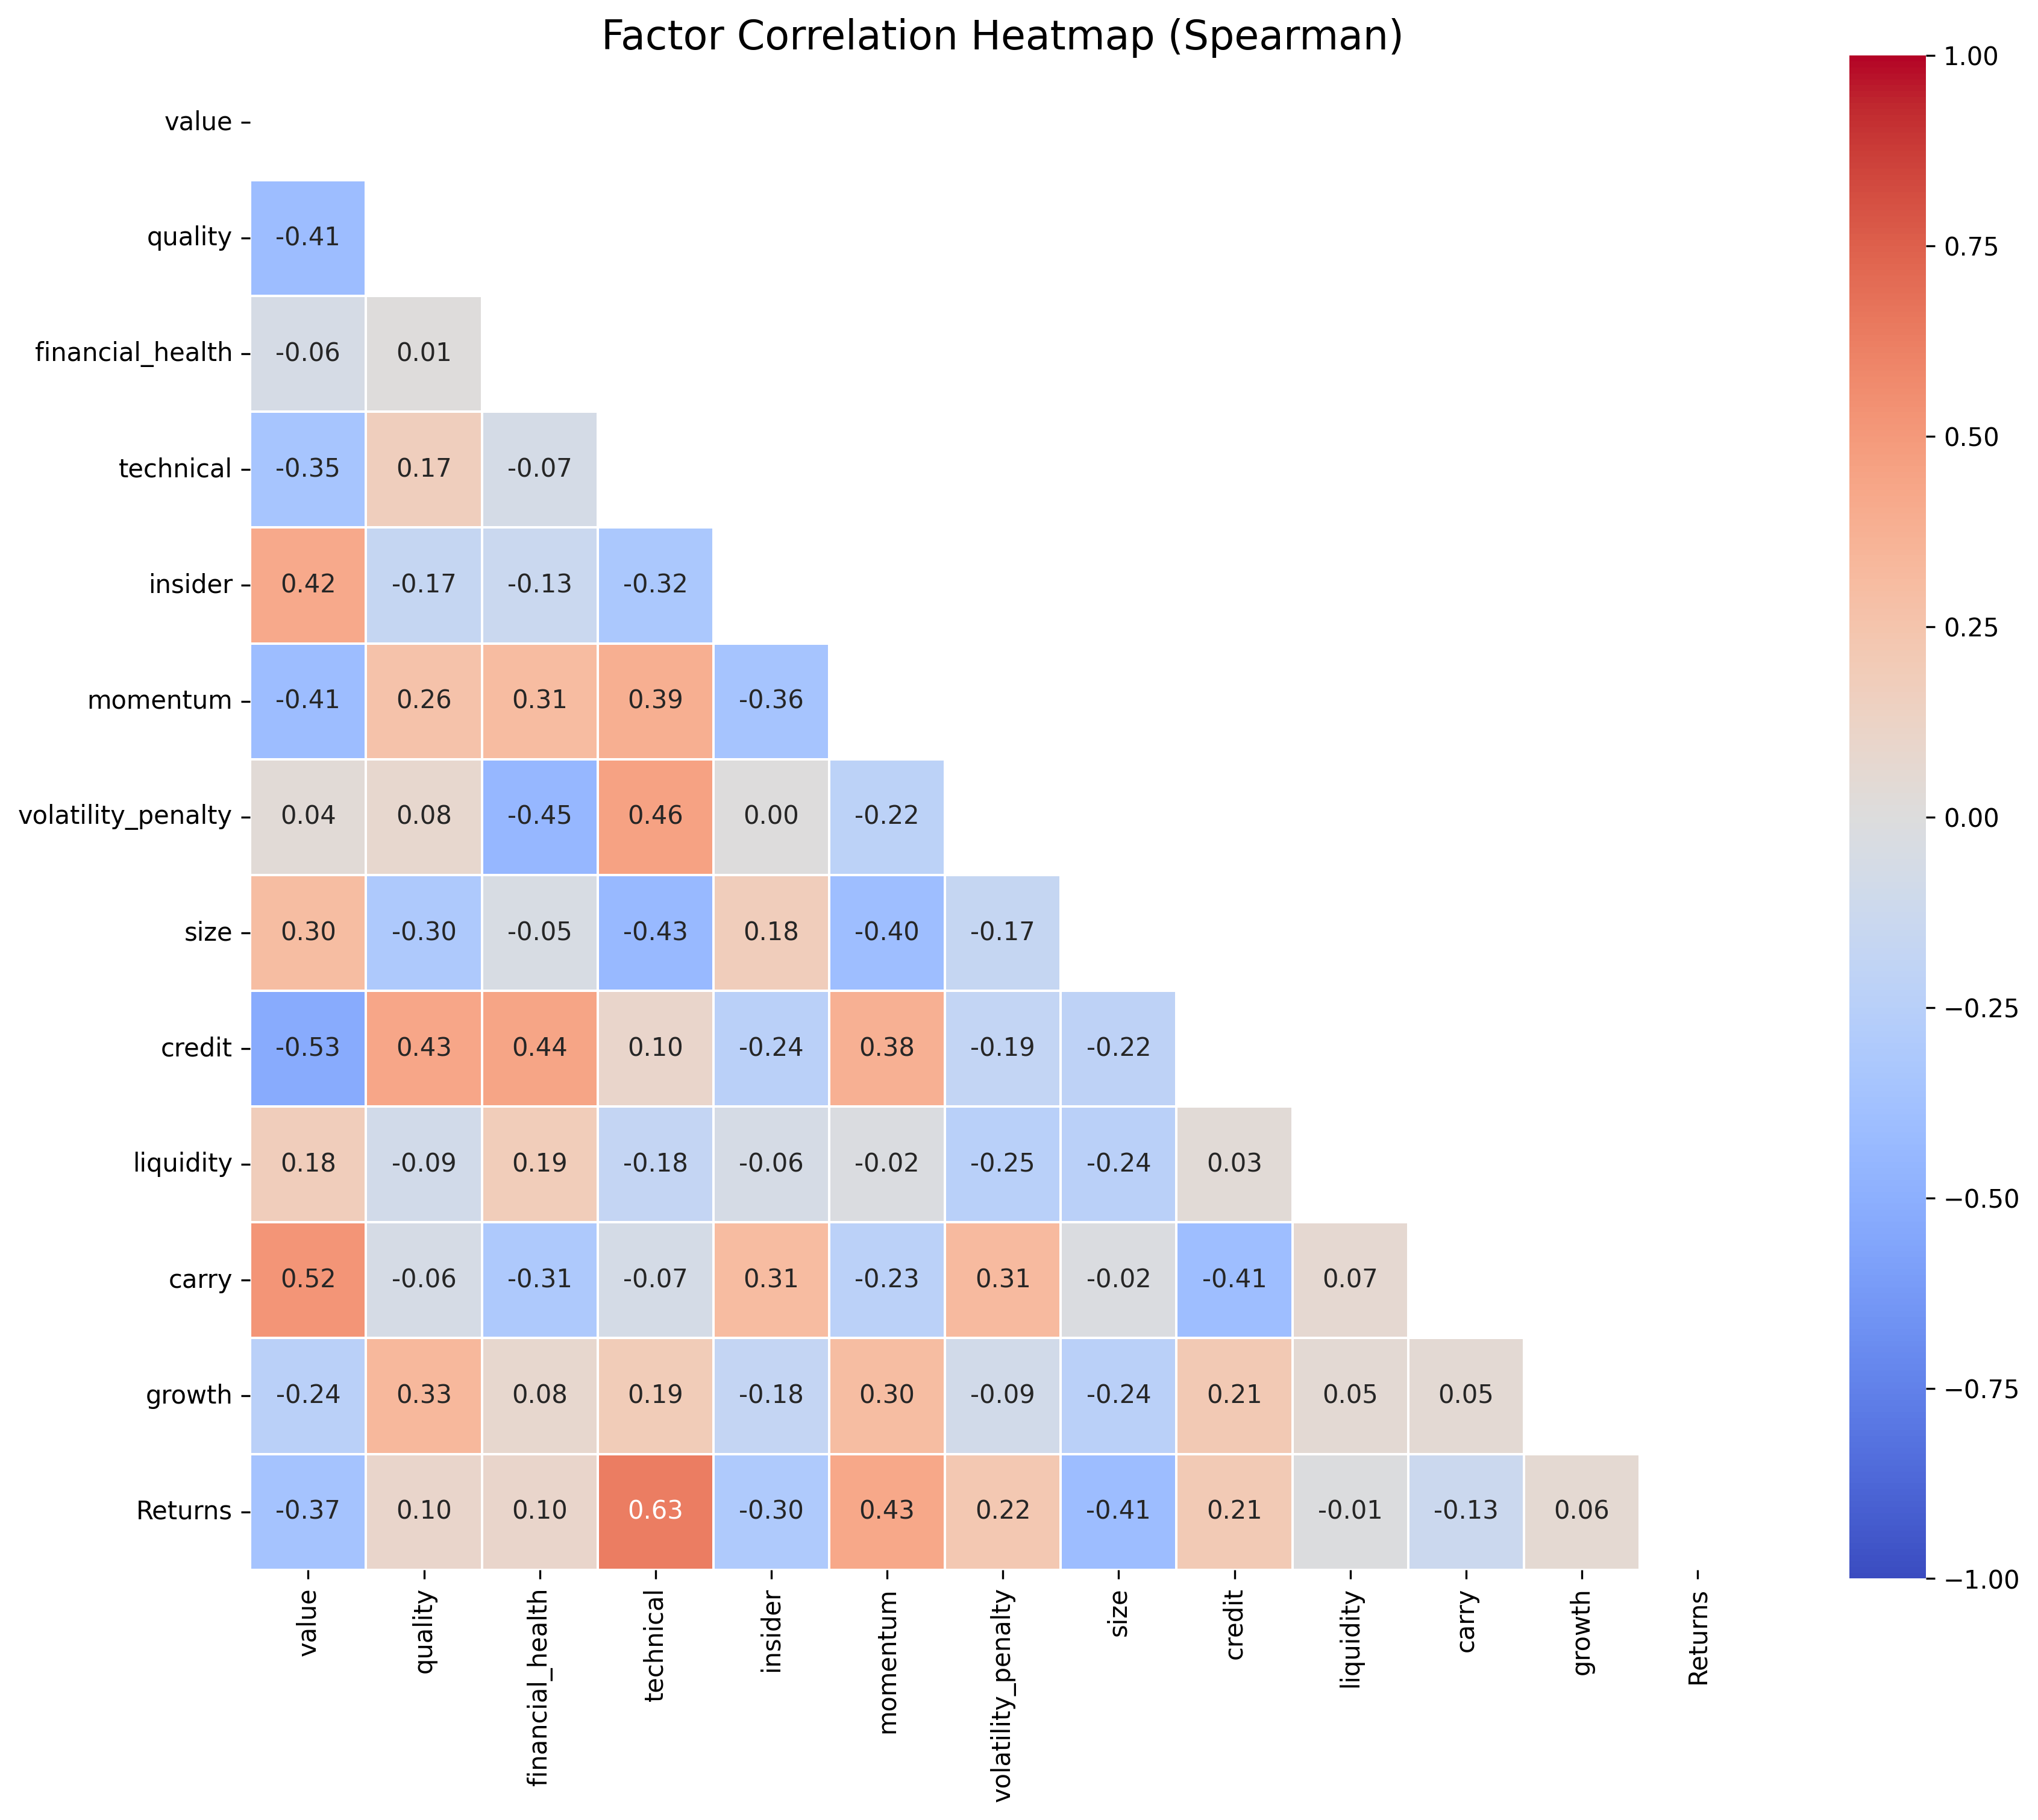 Factor Correlation Heatmap (Spearman)
value
quality -0.41
financial_health -0.06 0.01
technical -0.35 0.17 -0.07
insider 0.42 -0.17 -0.13 -0.32
momentum -0.41 0.26 0.31 0.39 -0.36
volatility_penalty 0.04 0.08 -0.45 0.46 0.00 -0.22
size 0.30 -0.30 -0.05 -0.43 0.18 -0.40 -0.17
credit -0.53 0.43 0.44 0.10 -0.24 0.38 -0.19 -0.22
liquidity 0.18 -0.09 0.19 -0.18 -0.06 -0.02 -0.25 -0.24 0.03
carry 0.52 -0.06 -0.31 -0.07 0.31 -0.23 0.31 -0.02 -0.41 0.07
growth -0.24 0.33 0.08 0.19 -0.18 0.30 -0.09 -0.24 0.21 0.05 0.05
Returns -0.37 0.10 0.10 0.63 -0.30 0.43 0.22 -0.41 0.21 -0.01 -0.13 0.06
value
quality
financial_health
technical
insider
momentum
volatility_penalty
size
credit
liquidity
carry
growth
Returns
1.00
0.75
0.50
0.25
0.00
−0.25
−0.50
−0.75
−1.00